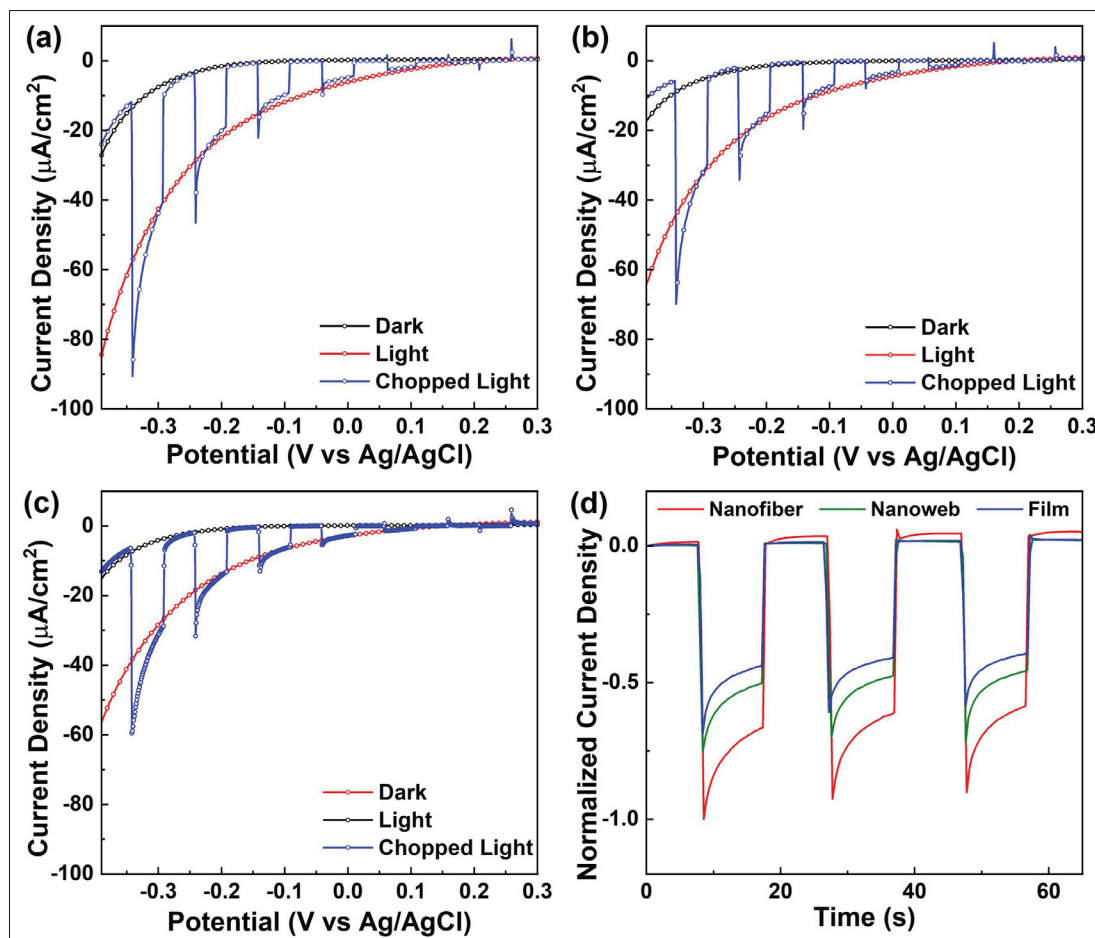 (a)
0
-20
-40
-60
-80
-100
Current Density (µA/cm²)
Dark
Light
Chopped Light
-0.3 -0.2 -0.1 0.0 0.1 0.2 0.3
Potential (V vs Ag/AgCl)
(b)
0
-20
-40
-60
-80
-100
Current Density (µA/cm²)
Dark
Light
Chopped Light
-0.3 -0.2 -0.1 0.0 0.1 0.2 0.3
Potential (V vs Ag/AgCl)
(c)
0
-20
-40
-60
-80
-100
Current Density (µA/cm²)
Dark
Light
Chopped Light
-0.3 -0.2 -0.1 0.0 0.1 0.2 0.3
Potential (V vs Ag/AgCl)
(d)
Nanofiber Nanoweb Film
0.0
-0.5
-1.0
Normalized Current Density
0 20 40 60
Time (s)